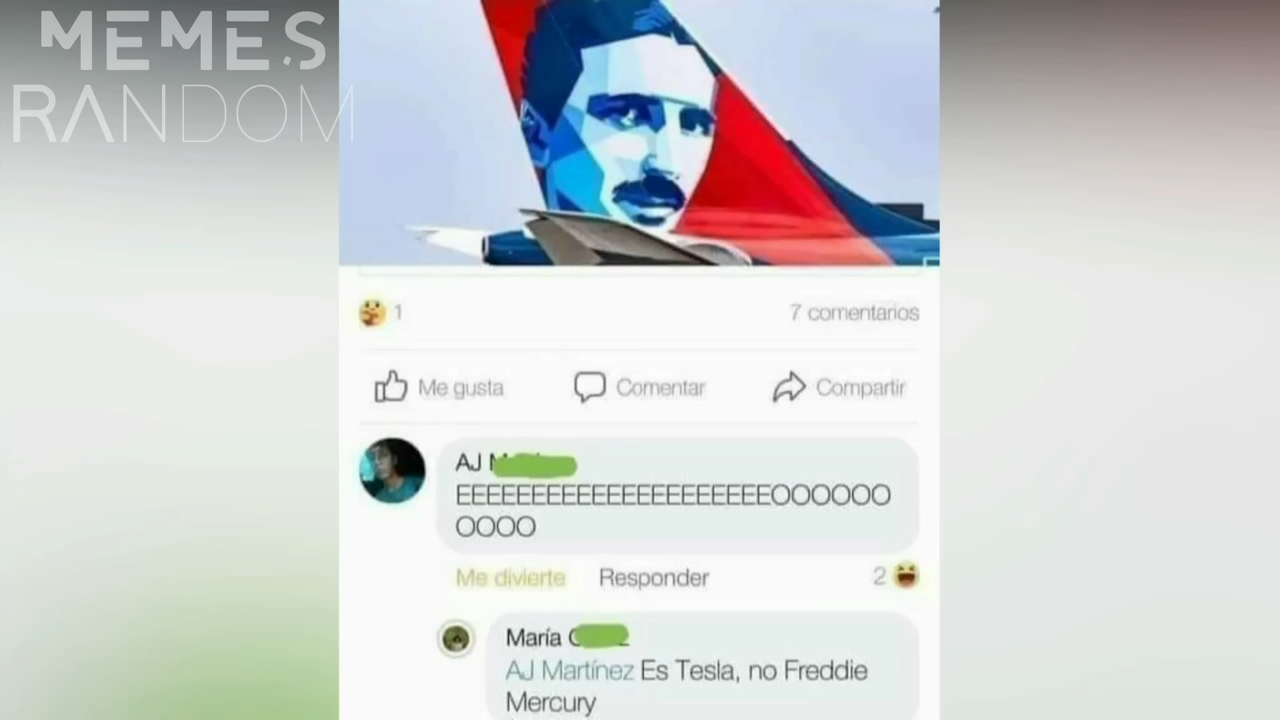 MEMES
RANDOM
1
7 comentarios
Me gusta
Comentar
Compartir
AJ
EEEEEEEEEEEEEEEEEEEEEOOOOOO
OOOO
Me divierte Responder 2
María
AJ Martínez Es Tesla, no Freddie
Mercury